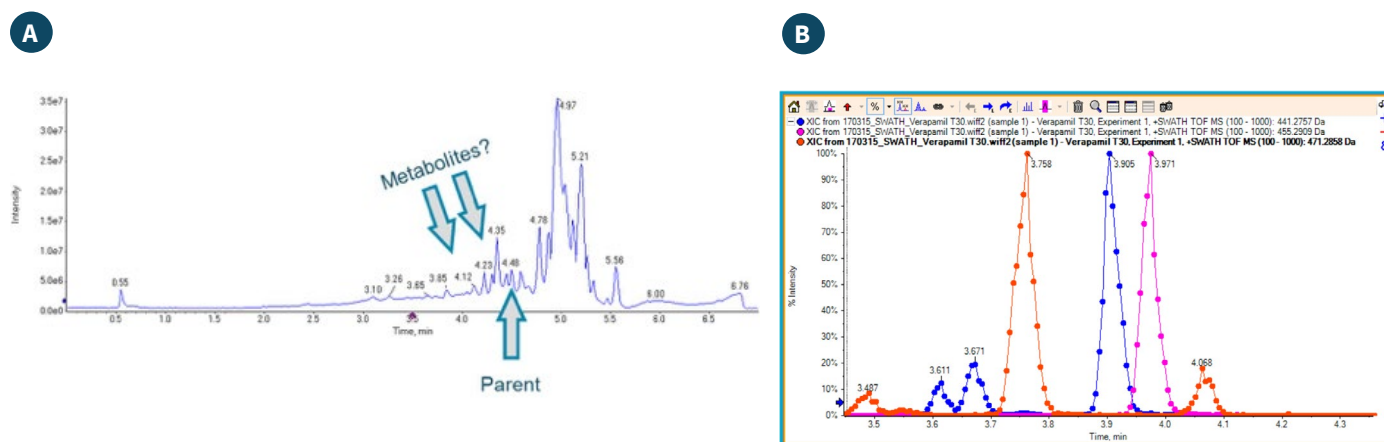 A
B
3.5e7
3.0e7
2.5e7
2.0e7
1.5e7
1.0e7
5.0e6
0.0e0
Intensity
Metabolites?
0.55
3.10
3.26
3.65
3.85
4.12
4.23
4.35
4.48
4.78
4.97
5.21
5.56
6.00
6.76
0.5 1.0 1.5 2.0 2.5 3.0 3.5 4.0 4.5 5.0 5.5 6.0 6.5
Time, min
Parent
%
XIC from 170315_SWATH_Verapamil T30.wiff2 (sample 1) - Verapamil T30, Experiment 1, +SWATH TOF MS (100 - 1000): 441.2757 Da
XIC from 170315_SWATH_Verapamil T30.wiff2 (sample 1) - Verapamil T30, Experiment 1, +SWATH TOF MS (100 - 1000): 455.2909 Da
XIC from 170315_SWATH_Verapamil T30.wiff2 (sample 1) - Verapamil T30, Experiment 1, +SWATH TOF MS (100 - 1000): 471.2858 Da
100%
90%
80%
70%
60%
50%
40%
30%
20%
10%
0%
% Intensity
3.487
3.611
3.671
3.758
3.905
3.971
4.068
3.5 3.6 3.7 3.8 3.9 4.0 4.1 4.2 4.3
Time, min